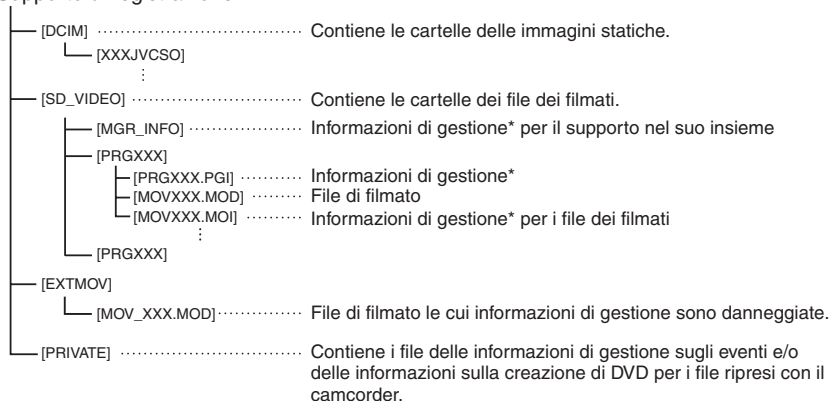 [DCIM] Contiene le cartelle delle immagini statiche.
[XXXJVCSO]
[SD_VIDEO] Contiene le cartelle dei file dei filmati.
[MGR_INFO] Informazioni di gestione* per il supporto nel suo insieme
[PRGXXX]
[PRGXXX.PGI] Informazioni di gestione*
[MOVXXX.MOD] File di filmato
[MOVXXX.MOI] Informazioni di gestione* per i file dei filmati
[PRGXXX]
[EXTMOV]
[MOV_XXX.MOD] File di filmato le cui informazioni di gestione sono danneggiate.
[PRIVATE] Contiene i file delle informazioni di gestione sugli eventi e/o
delle informazioni sulla creazione di DVD per i file ripresi con il
camcorder.